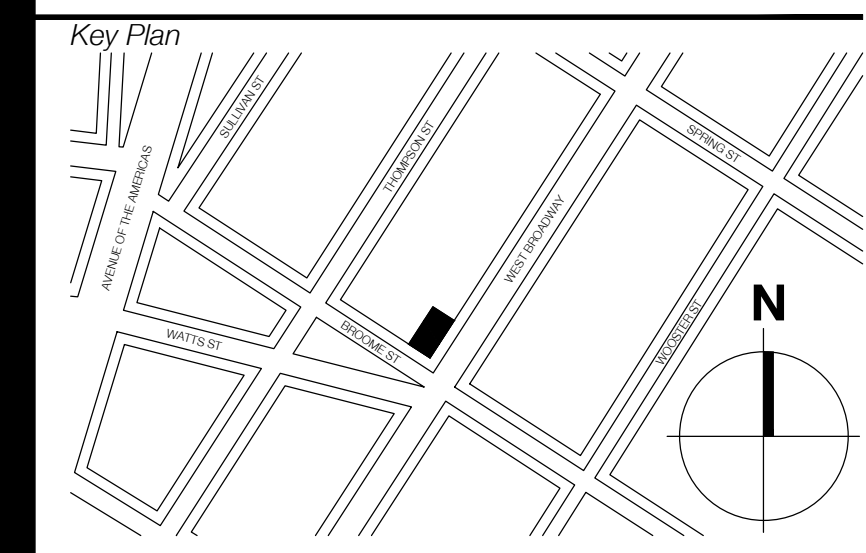 Key Plan
SULLIVAN ST
THOMPSON ST
SPRING ST
AVENUE OF THE AMERICAS
WEST BROADWAY
WATTS ST
BROOME ST
WOOSTER ST
N